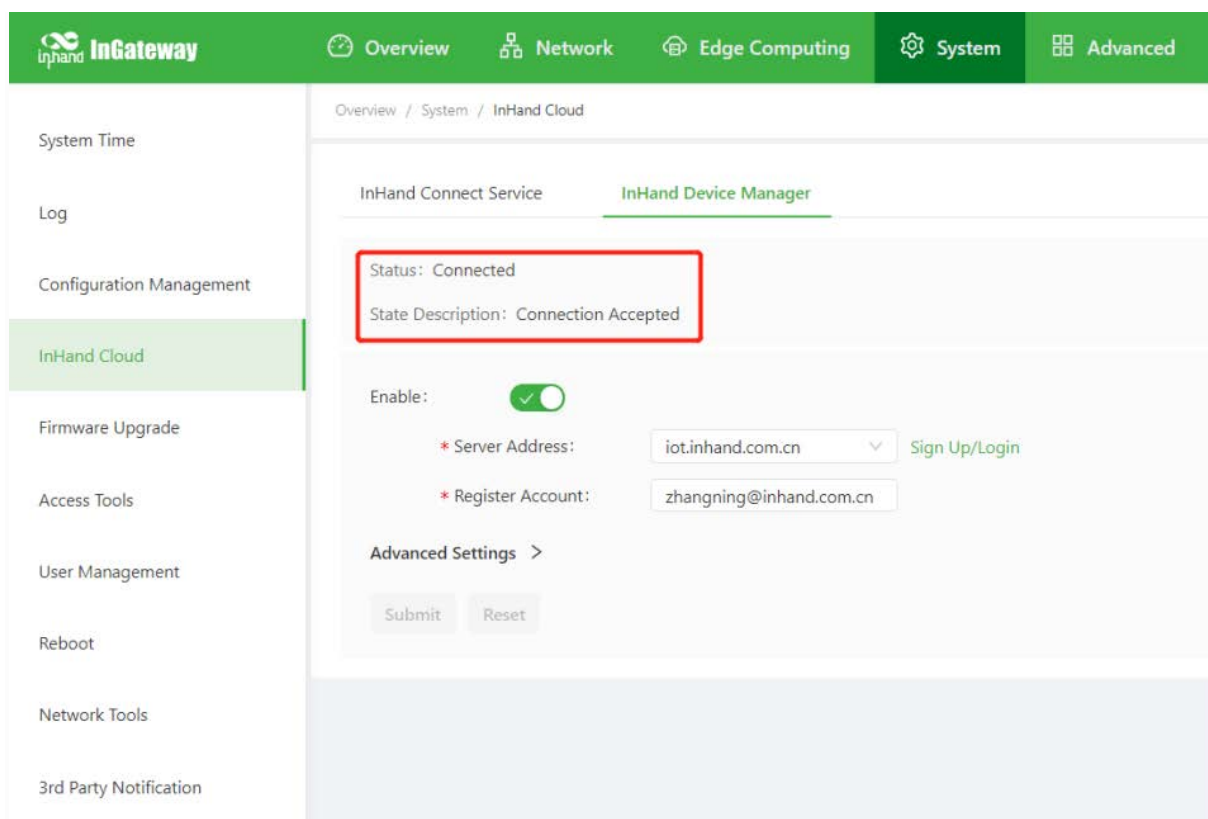 inhand InGateway
Overview Network Edge Computing System Advanced
Overview / System / InHand Cloud
System Time
Log
Configuration Management
InHand Cloud
Firmware Upgrade
Access Tools
User Management
Reboot
Network Tools
3rd Party Notification
InHand Connect Service InHand Device Manager
Status: Connected
State Description: Connection Accepted
Enable:
* Server Address: iot.inhand.com.cn Sign Up/Login
* Register Account: zhangning@inhand.com.cn
Advanced Settings >
Submit Reset